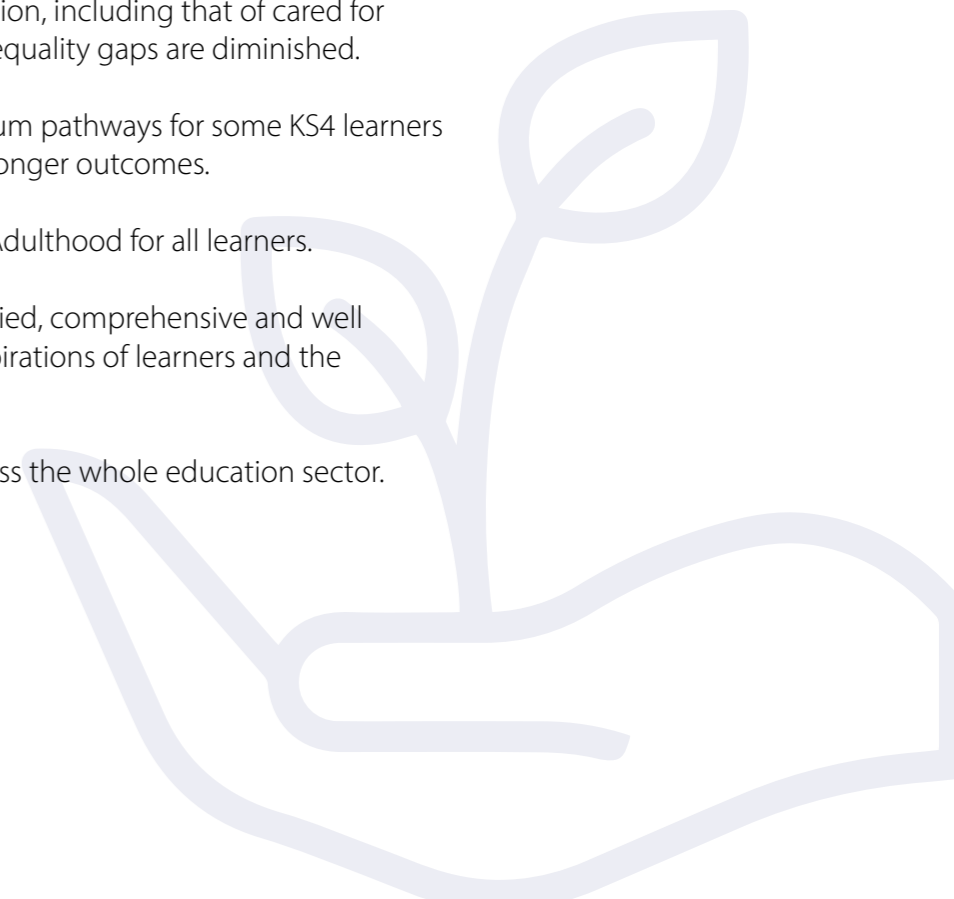 ion, including that of cared for
equality gaps are diminished.
um pathways for some KS4 learners
onger outcomes.
Adulthood for all learners.
ied, comprehensive and well
pirations of learners and the
ss the whole education sector.